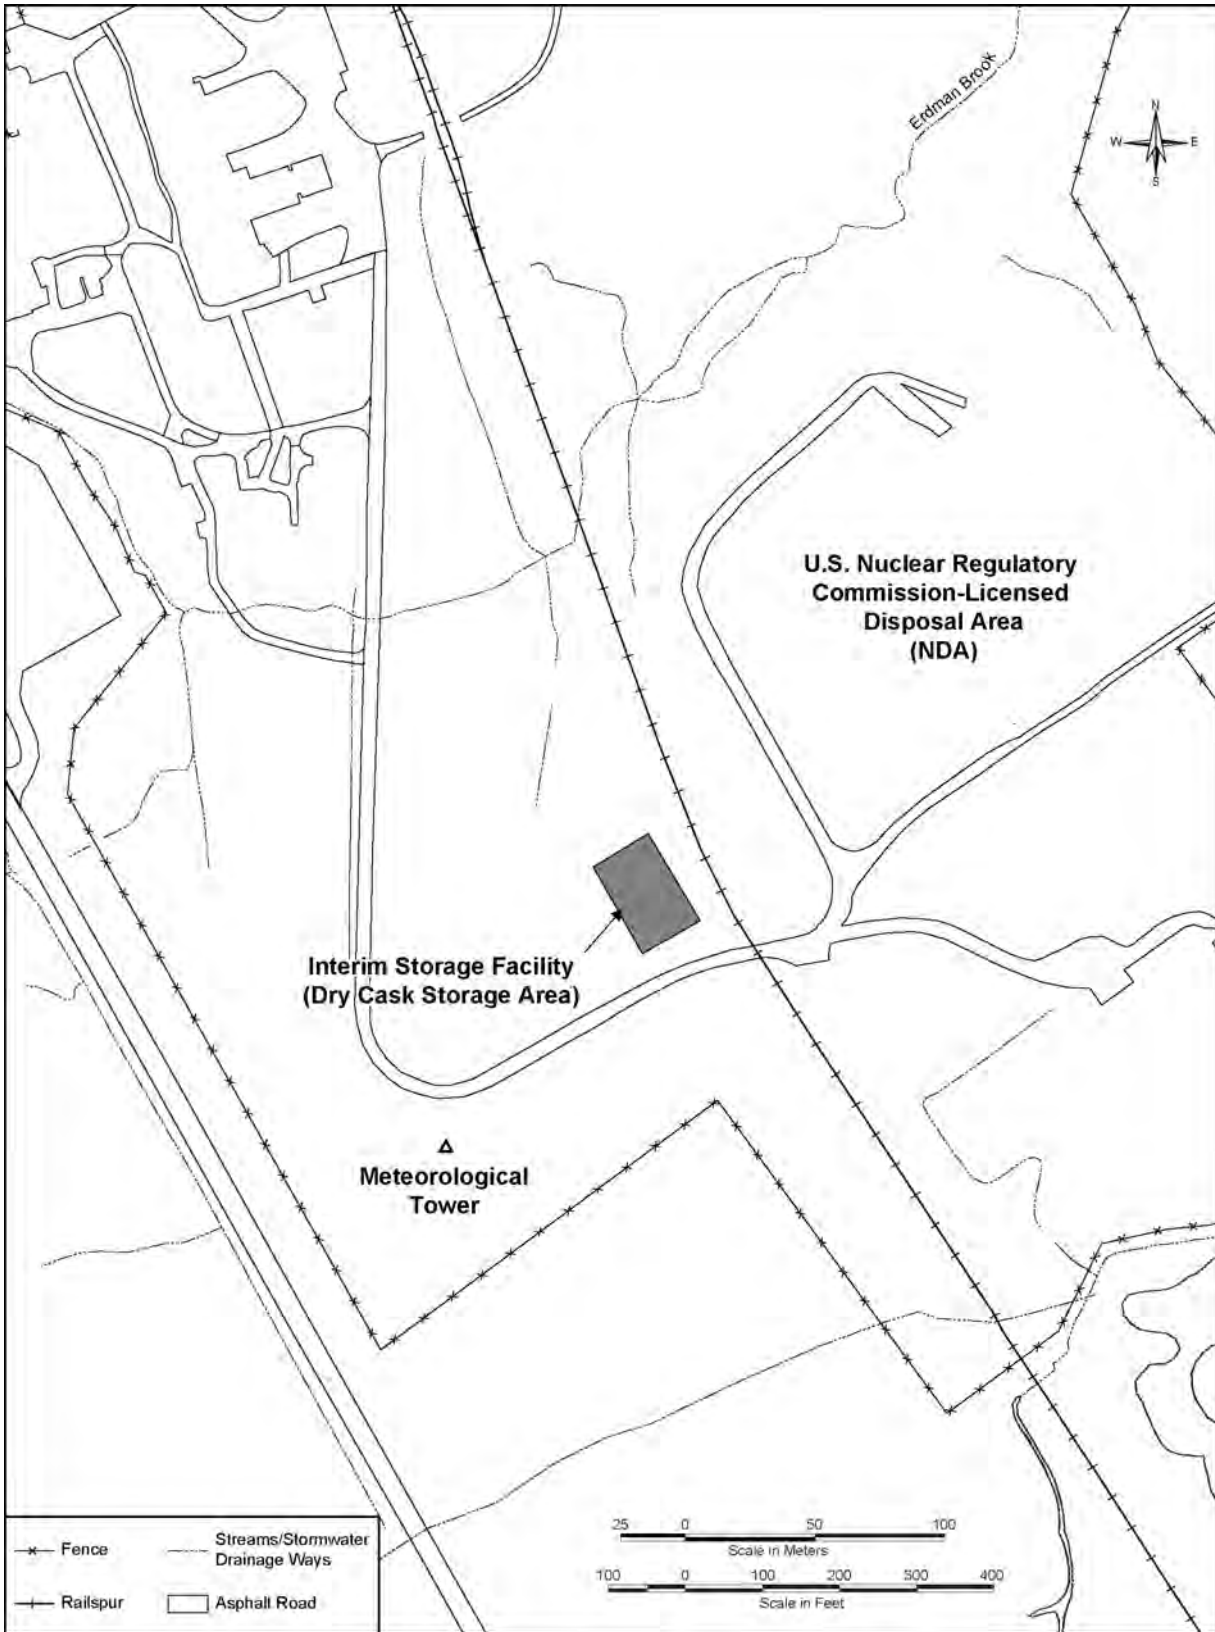 Erdman Brook
N
W E
S
U.S. Nuclear Regulatory
Commission-Licensed
Disposal Area
(NDA)
Interim Storage Facility
(Dry Cask Storage Area)
Meteorological
Tower
Fence
Streams/Stormwater
Drainage Ways
Railspur
Asphall Road
25 0 50 100
Scale in Meters
100 0 100 200 300 400
Scale in Feet